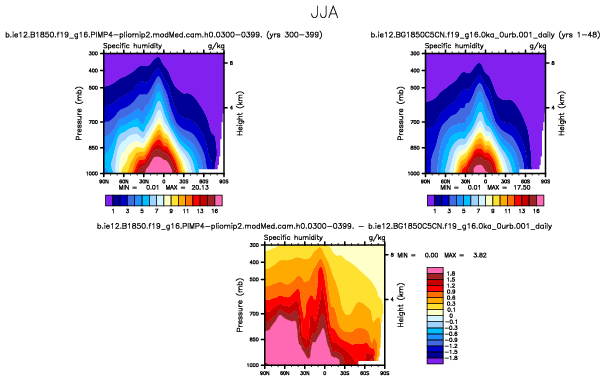 JJA
b.ie12.B1850.f19_g16.PIMP4-pliomip2.modMed.cam.h0.0300-0399. (yrs 300-399)
Specific humidity g/kg
300
400
500
700
850
1000
Pressure (mb)
8
4
Height (km)
90N 60N 30N 0 30S 60S 90S
MIN = 0.01 MAX = 20.13
1 3 5 7 9 11 13 16
b.ie12.BG1850C5CN.f19_g16.0ka_0urb.001_daily (yrs 1-48)
Specific humidity g/kg
300
400
500
700
850
1000
Pressure (mb)
8
4
Height (km)
90N 60N 30N 0 30S 60S 90S
MIN = 0.01 MAX = 17.50
1 3 5 7 9 11 13 16
b.ie12.B1850.f19_g16.PIMP4-pliomip2.modMed.cam.h0.0300-0399. - b.ie12.BG1850C5CN.f19_g16.0ka_0urb.001_daily
Specific humidity g/kg
300
400
500
700
850
1000
Pressure (mb)
8
4
Height (km)
90N 60N 30N 0 30S 60S 90S
MIN = 0.00 MAX = 3.82
1.8
1.5
1.2
0.9
0.6
0.3
0.1
0
-0.1
-0.3
-0.6
-0.9
-1.2
-1.5
-1.8